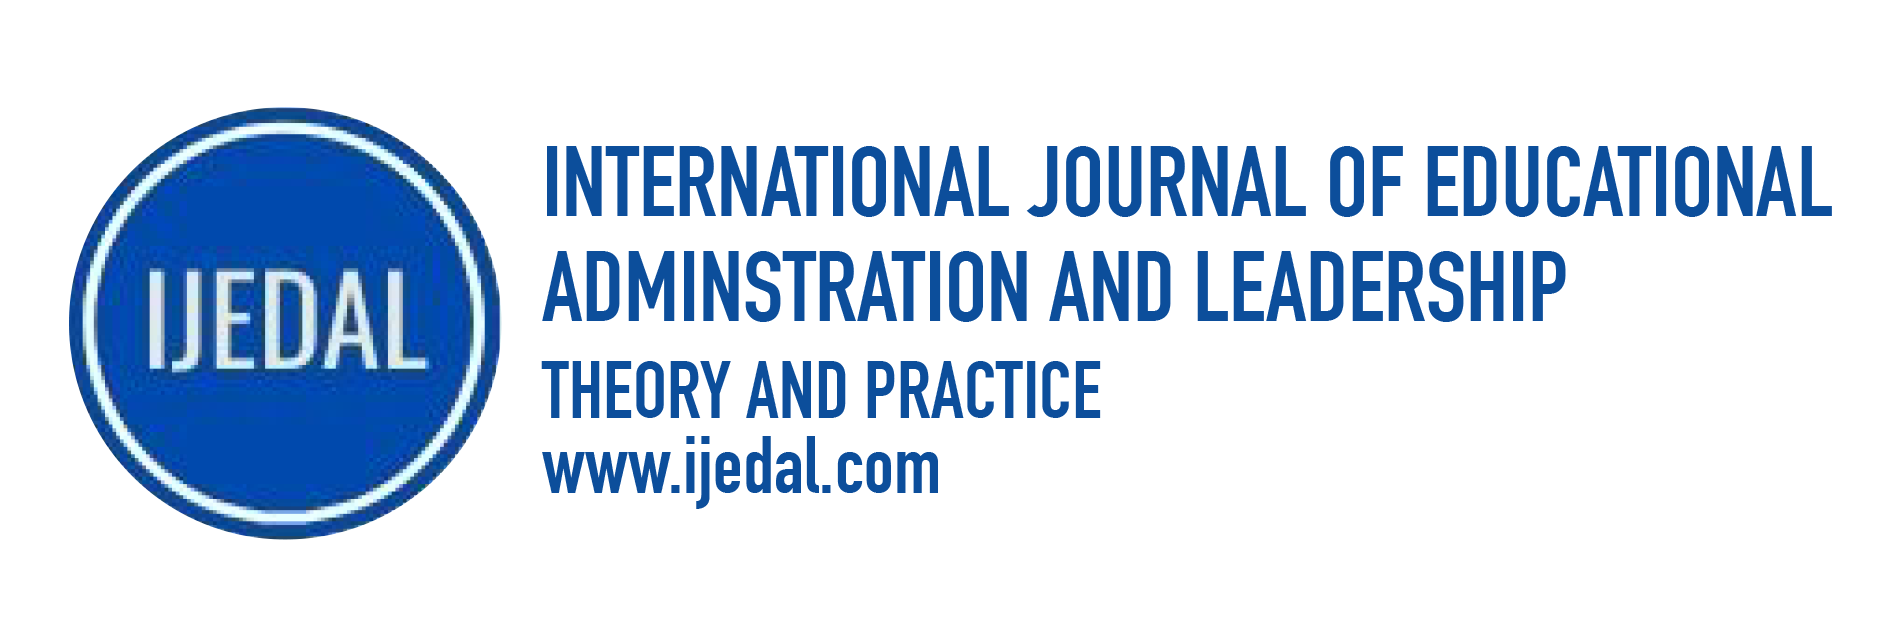 IJEDAL
INTERNATIONAL JOURNAL OF EDUCATIONAL
ADMINSTRATION AND LEADERSHIP
THEORY AND PRACTICE
www.ijedal.com